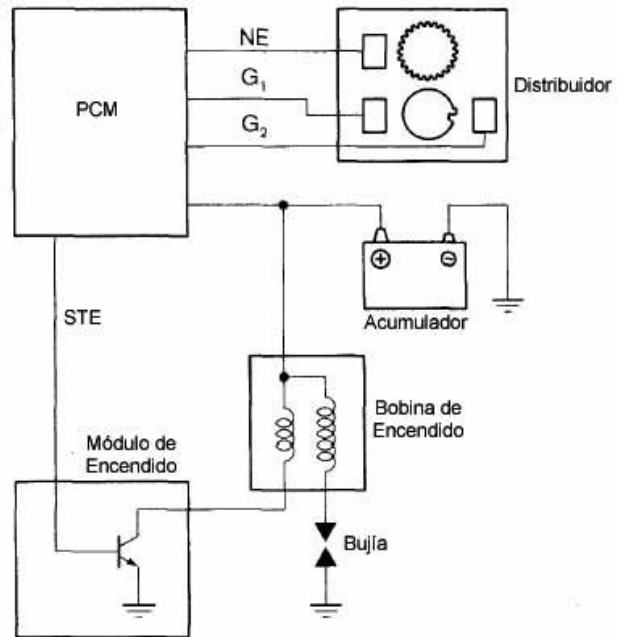 NE
G₁
PCM
Distribuidor
G₂
+
-
Acumulador
STE
Bobina de
Encendido
Módulo de
Encendido
Bujía